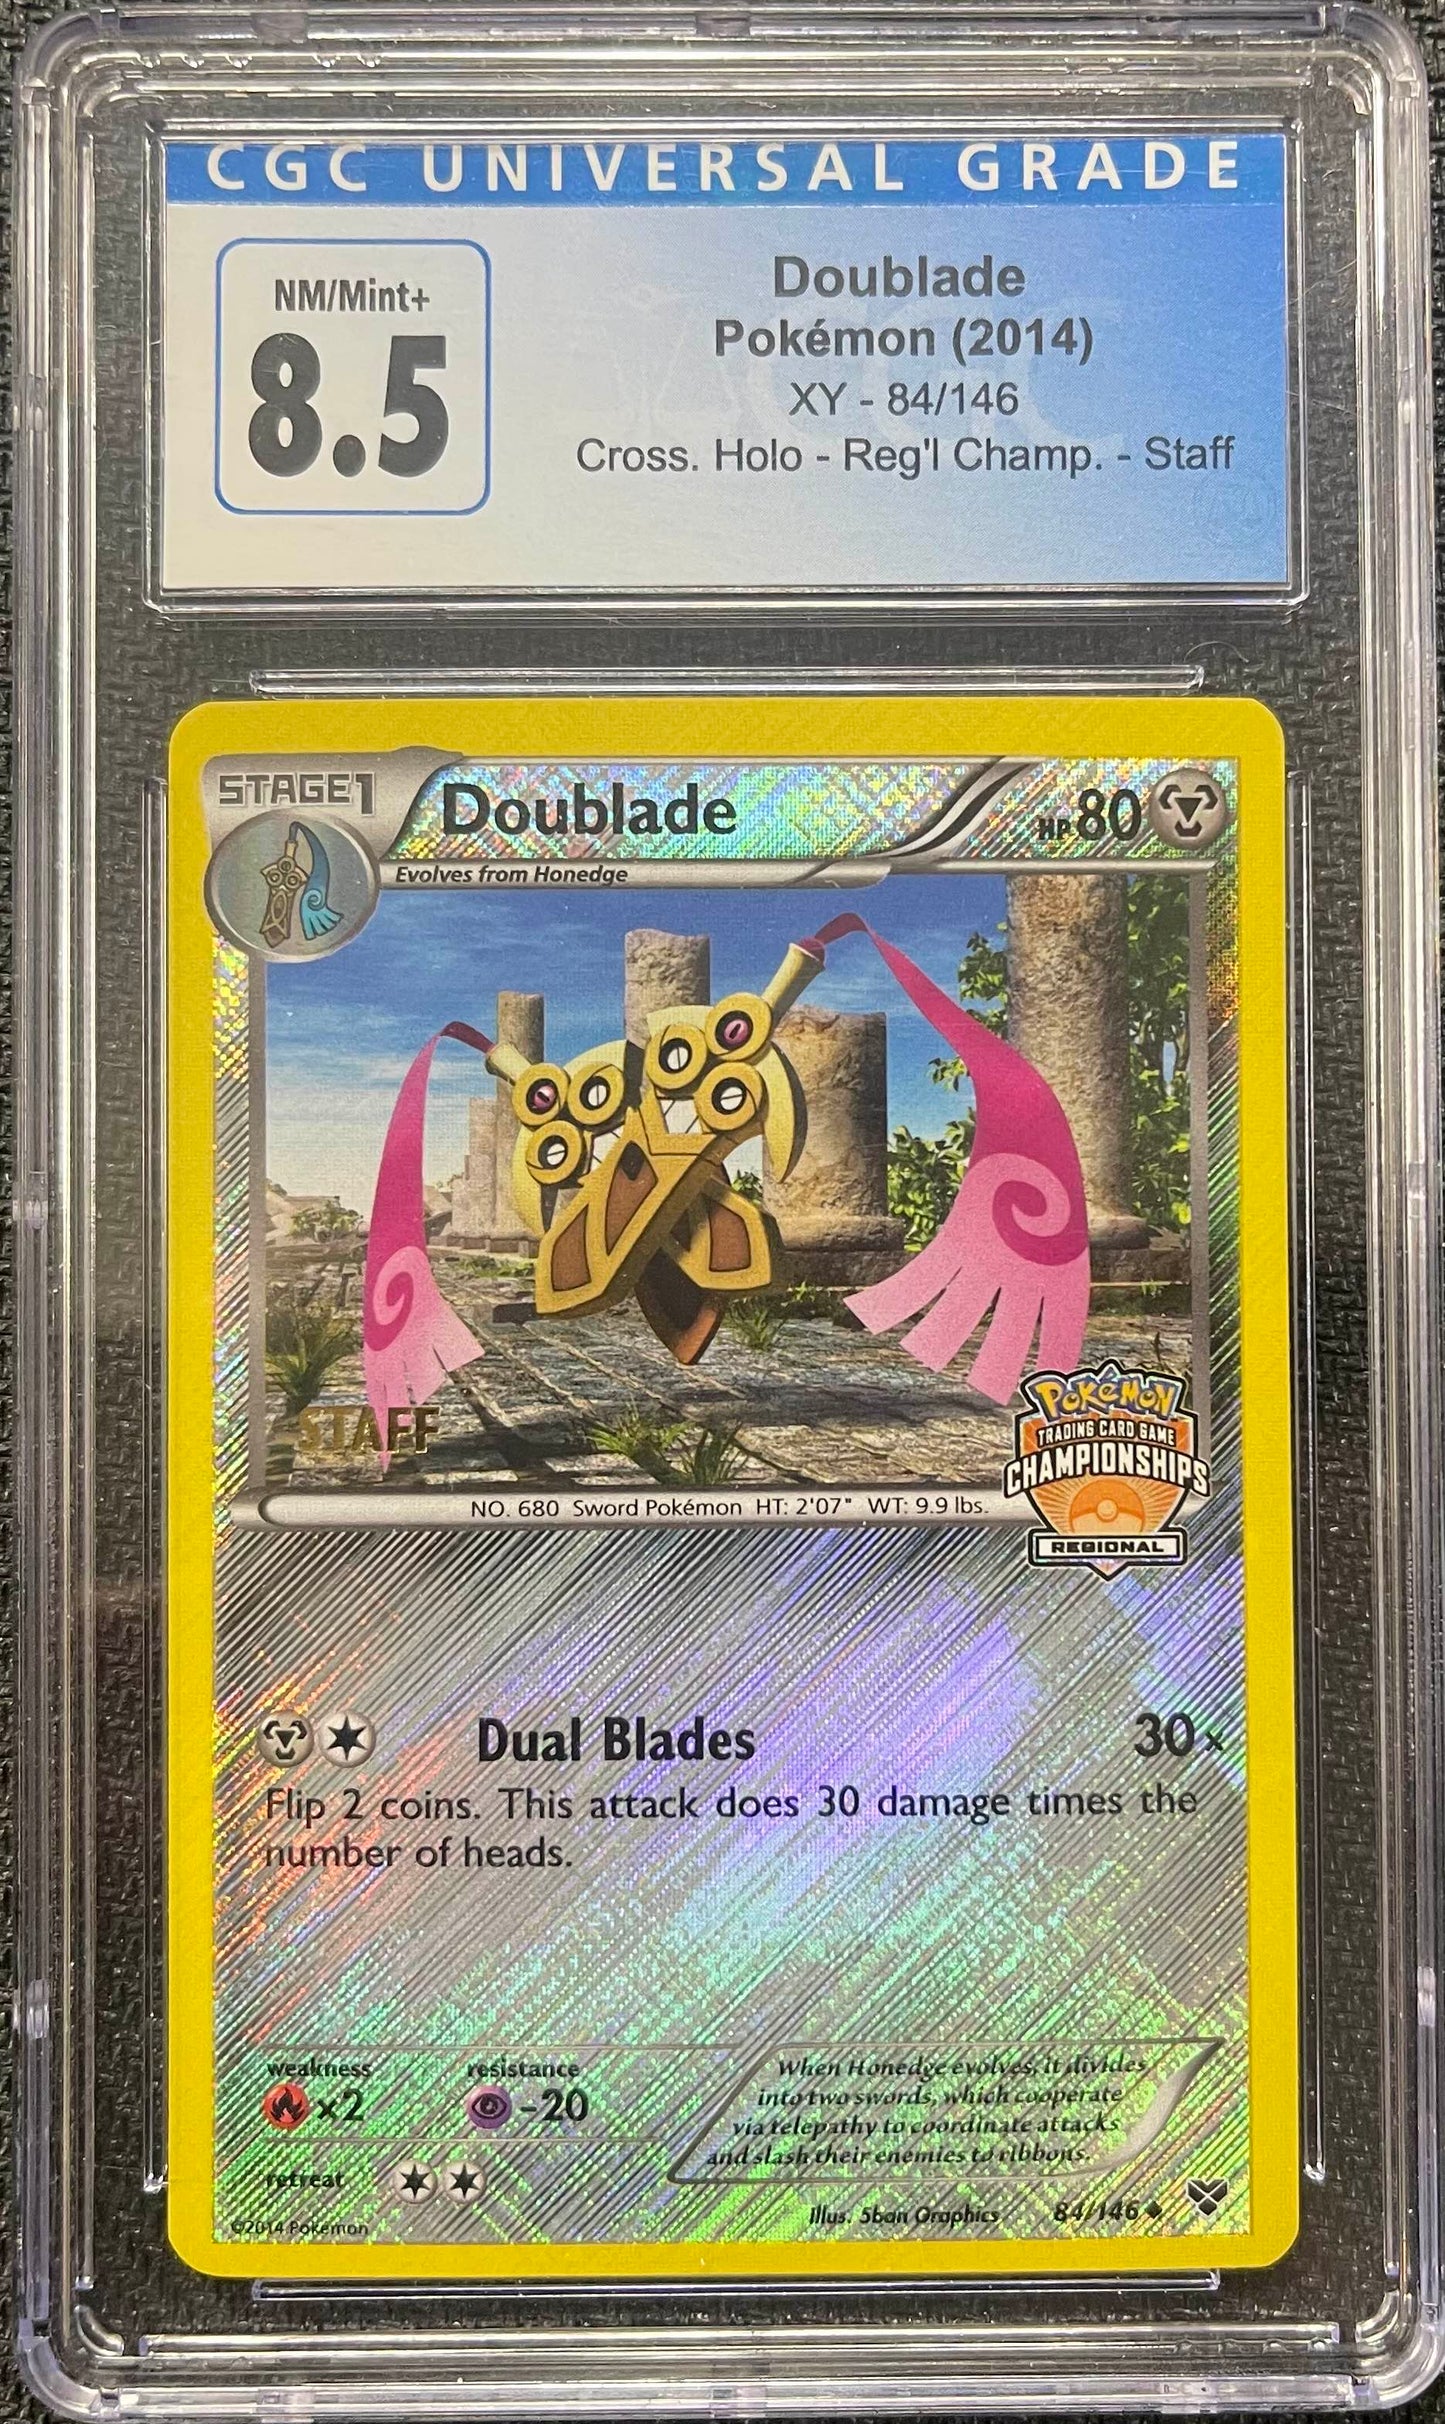 CGC UNIVERSAL GRADE
NM/Mint+
8.5
Doublade
Pokémon (2014)
XY - 84/146
Cross. Holo - Reg'l Champ. - Staff
STAGE1
Doublade
HP80
Evolves from Honedge
STAFF
POKéMON
TRADING CARD GAME
CHAMPIONSHIPS
REGIONAL
NO. 680 Sword Pokémon HT: 2'07" WT: 9.9 lbs.
Dual Blades 30×
Flip 2 coins. This attack does 30 damage times the
number of heads.
weakness
×2
resistance
-20
retreat
When Honedge evolves, it divides
into two swords, which cooperate
via telepathy to coordinate attacks
and slash their enemies to ribbons.
©2014 Pokémon
Illus. 5ban Graphics 84/146